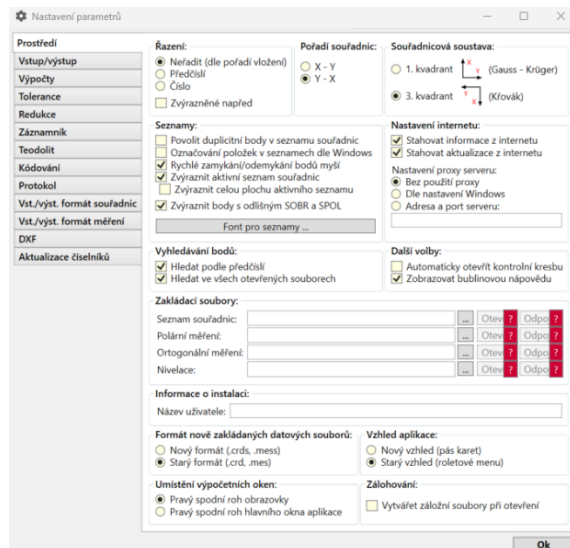 Nastavení parametrů
Prostředí
Vstup/výstup
Výpočty
Tolerance
Redukce
Záznamník
Teodolit
Kódování
Protokol
Vst./výst. formát souřadnic
Vst./výst. formát měření
DXF
Aktualizace číselníků
Řazení:
Neřadit (dle pořadí vložení)
Předčíslí
Číslo
Zvýrazněné napřed
Pořadí souřadnic:
X - Y
Y - X
Souřadnicová soustava:
1. kvadrant X Y (Gauss - Krüger)
3. kvadrant Y X (Křovák)
Seznamy:
Povolit duplicitní body v seznamu souřadnic
Označování položek v seznamech dle Windows
Rychlé zamykání/odemykání bodů myší
Zvýraznit aktivní seznam souřadnic
Zvýraznit celou plochu aktivního seznamu
Zvýraznit body s odlišným SOBR a SPOL
Font pro seznamy ...
Nastavení internetu:
Stahovat informace z internetu
Stahovat aktualizace z internetu
Nastavení proxy serveru:
Bez použití proxy
Dle nastavení Windows
Adresa a port serveru:
Vyhledávání bodů:
Hledat podle předčíslí
Hledat ve všech otevřených souborech
Další volby:
Automaticky otevřít kontrolní kresbu
Zobrazovat bublinovou nápovědu
Zakládací soubory:
Seznam souřadnic: ... Otev ? Odpo ?
Polární měření: ... Otev ? Odpo ?
Ortogonální měření: ... Otev ? Odpo ?
Nivelace: ... Otev ? Odpo ?
Informace o instalaci:
Název uživatele:
Formát nově zakládaných datových souborů:
Nový formát (.crds, .mess)
Starý formát (.crd, .mes)
Vzhled aplikace:
Nový vzhled (pás karet)
Starý vzhled (roletové menu)
Umístění výpočetních oken:
Pravý spodní roh obrazovky
Pravý spodní roh hlavního okna aplikace
Zálohování:
Vytvářet záložní soubory při otevření
Ok